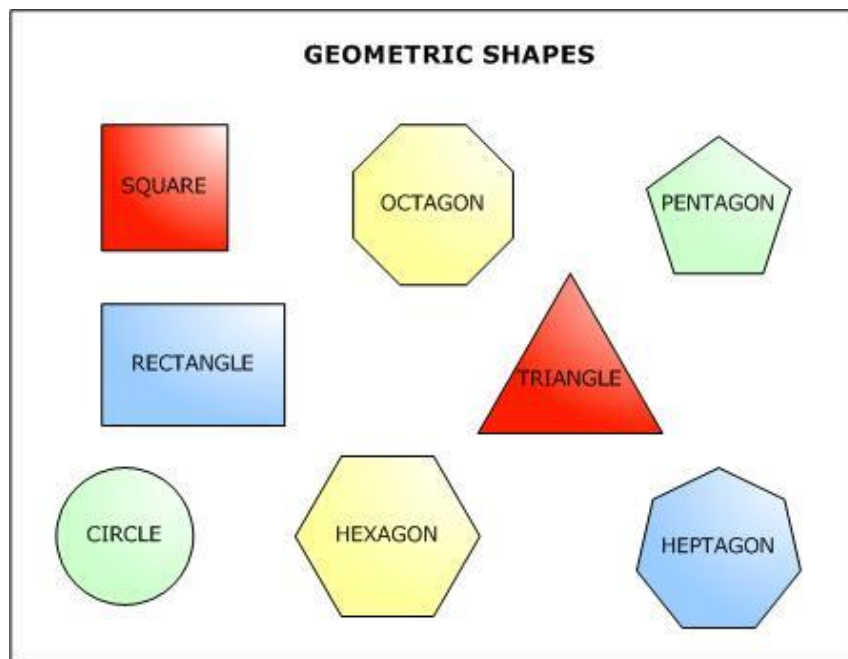 GEOMETRIC SHAPES
SQUARE
OCTAGON
PENTAGON
RECTANGLE
TRIANGLE
CIRCLE
HEXAGON
HEPTAGON